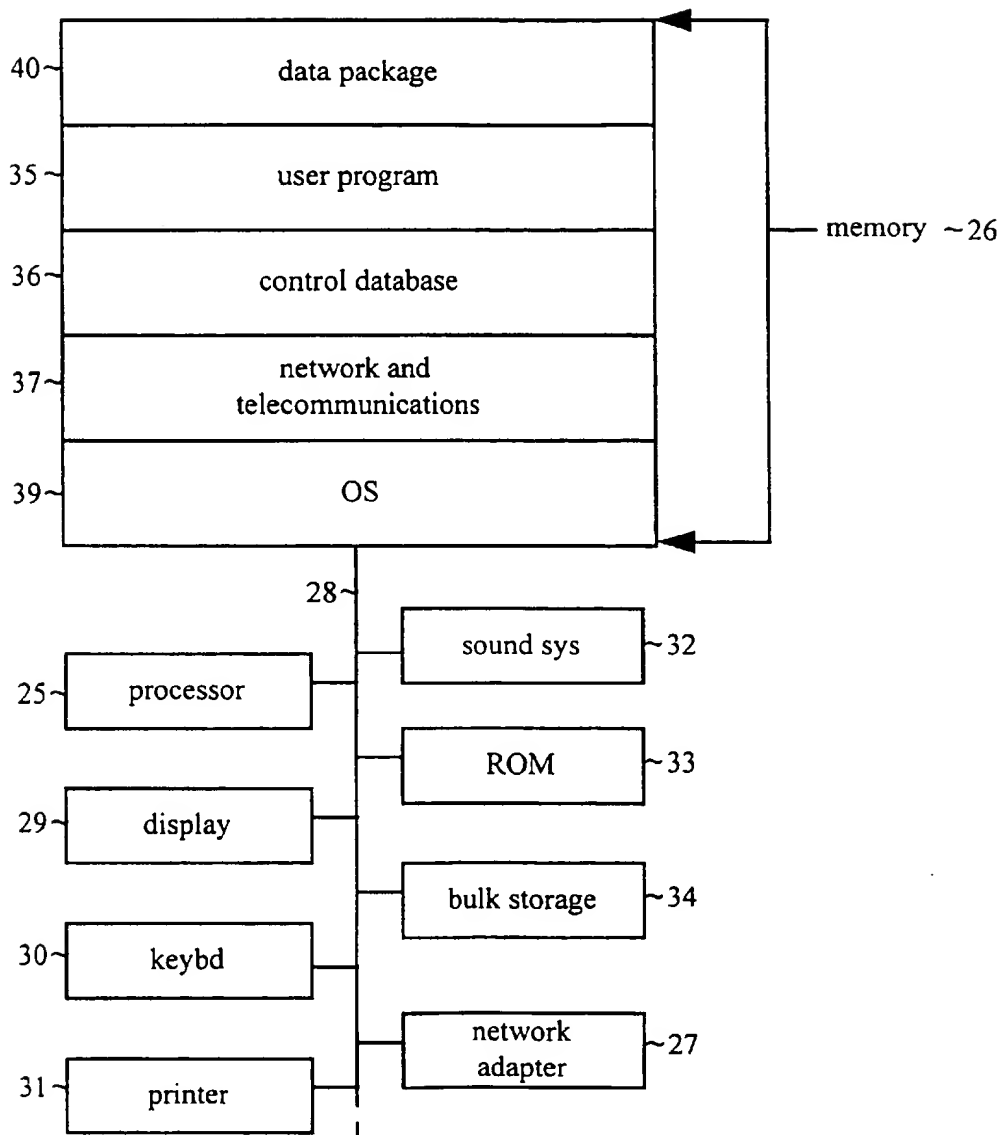 40~ data package
35~ user program
memory ~26
36~ control database
37~ network and
telecommunications
39~ OS
28~
sound sys ~32
25~ processor
ROM ~33
29~ display
bulk storage ~34
30~ keybd
network
adapter ~27
31~ printer